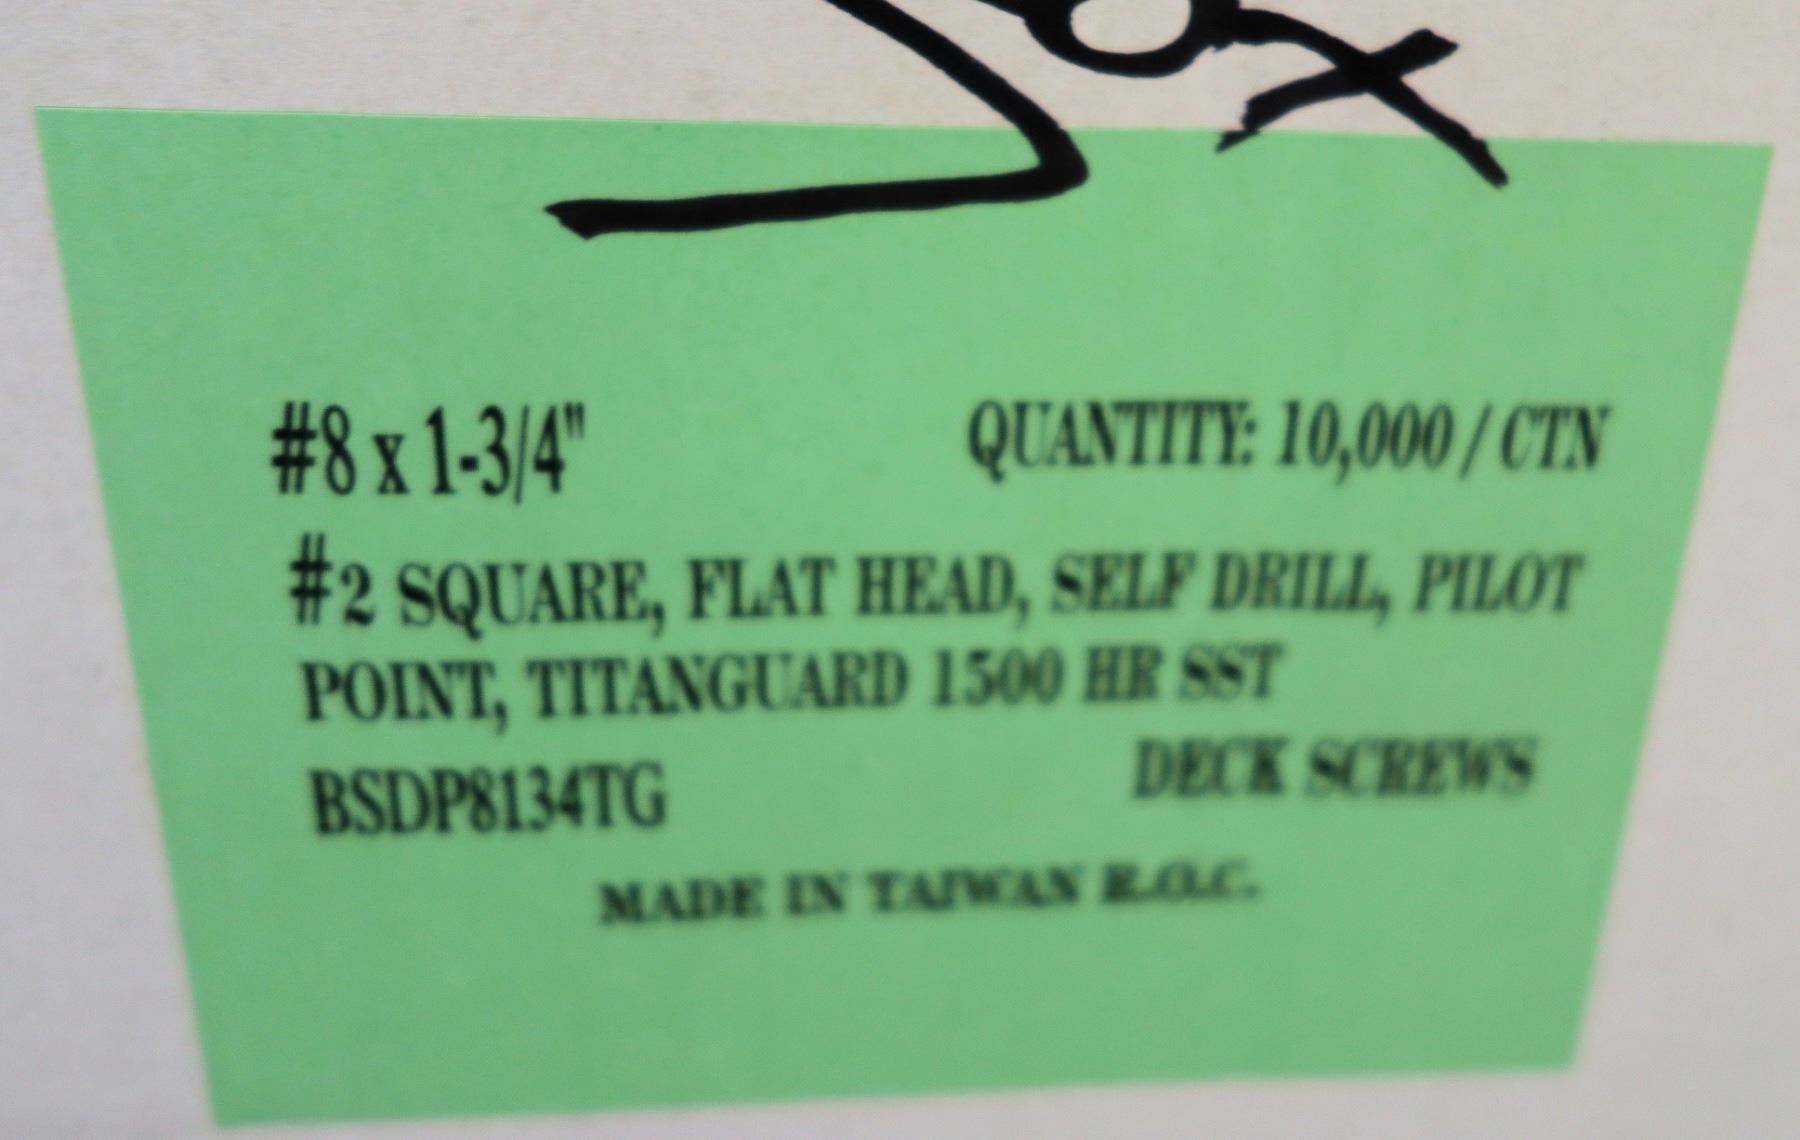 #8 x 1-3/4" QUANTITY: 10,000 / CTN
#2 SQUARE, FLAT HEAD, SELF DRILL, PILOT
POINT, TITANGUARD 1500 HR SST
BSDP8134TG DECK SCREWS
MADE IN TAIWAN R.O.C.